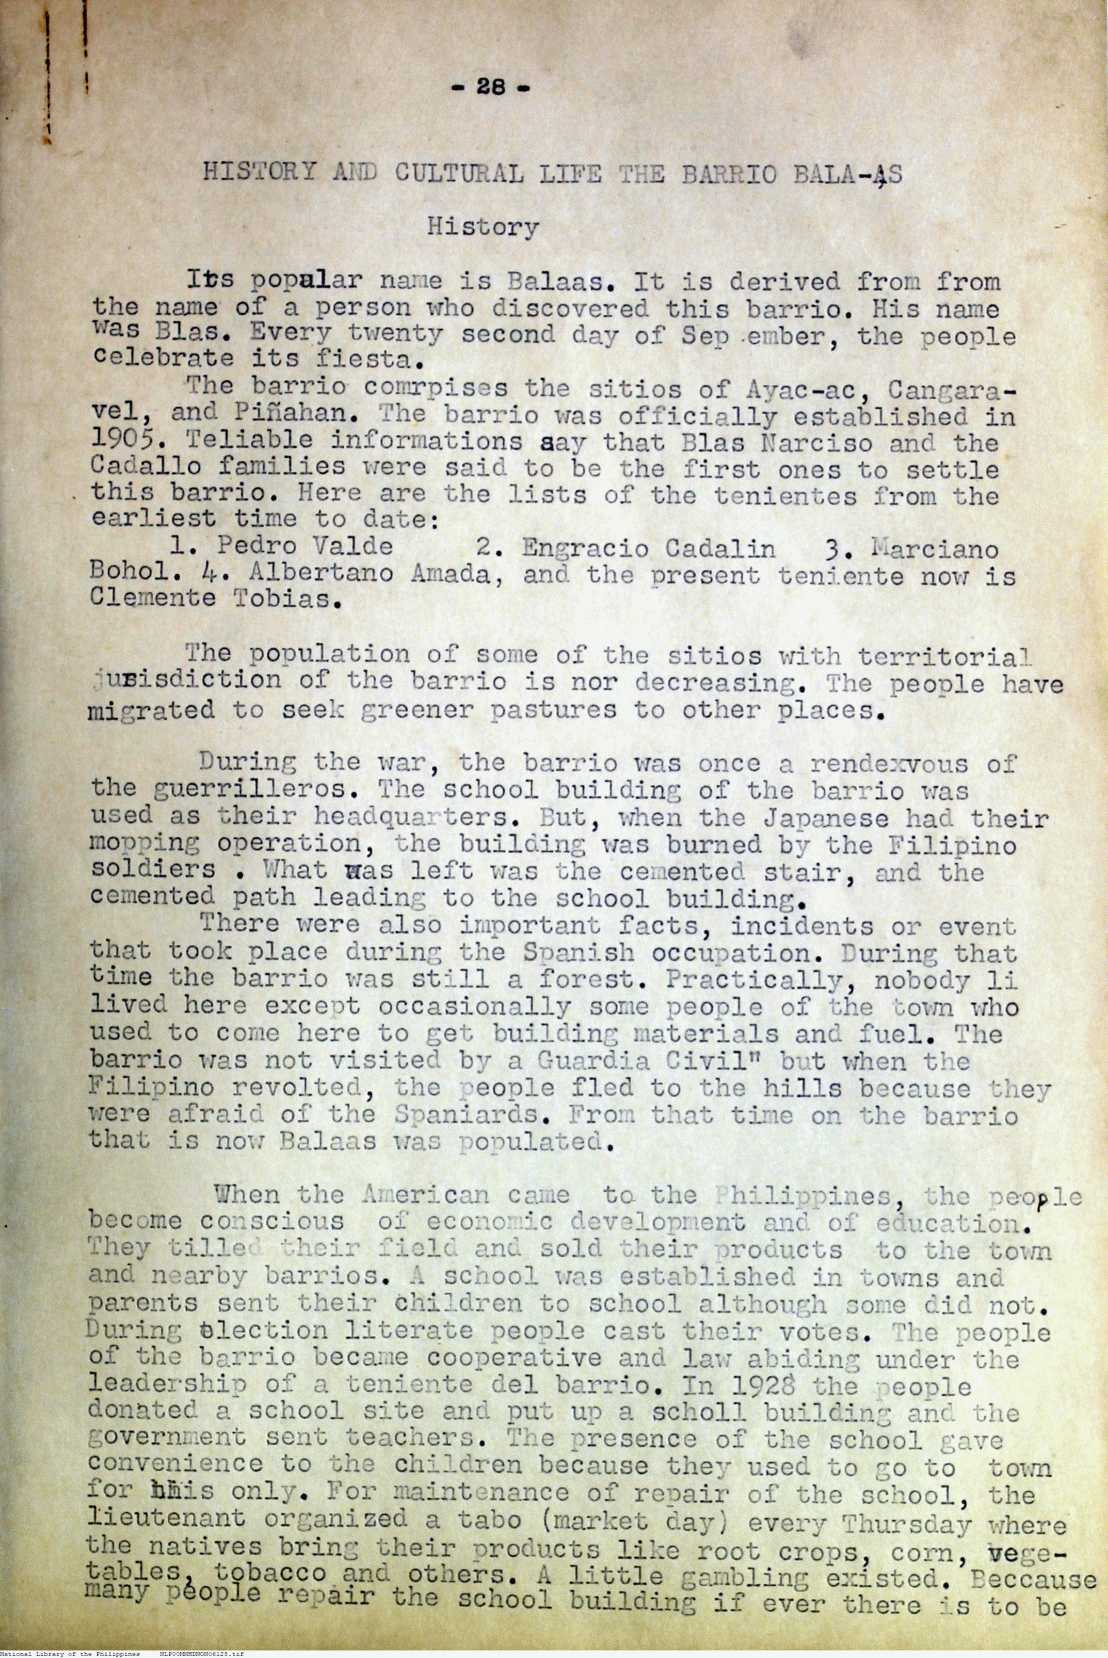 - 28 -
HISTORY AND CULTURAL LIFE THE BARRIO BALA-AS
History
Its popular name is Balaas. It is derived from from
the name of a person who discovered this barrio. His name
was Blas. Every twenty second day of Sep ember, the people
celebrate its fiesta.
The barrio comrpises the sitios of Ayac-ac, Cangara-
vel, and Piñahan. The barrio was officially established in
1905. Teliable informations say that Blas Narciso and the
Cadallo families were said to be the first ones to settle
this barrio. Here are the lists of the tenientes from the
earliest time to date:
1. Pedro Valde 2. Engracio Cadalin 3. Marciano
Bohol. 4. Albertano Amada, and the present teniente now is
Clemente Tobias.
The population of some of the sitios with territorial
jurisdiction of the barrio is nor decreasing. The people have
migrated to seek greener pastures to other places.
During the war, the barrio was once a rendexvous of
the guerrilleros. The school building of the barrio was
used as their headquarters. But, when the Japanese had their
mopping operation, the building was burned by the Filipino
soldiers . What was left was the cemented stair, and the
cemented path leading to the school building.
There were also important facts, incidents or event
that took place during the Spanish occupation. During that
time the barrio was still a forest. Practically, nobody li
lived here except occasionally some people of the town who
used to come here to get building materials and fuel. The
barrio was not visited by a Guardia Civil" but when the
Filipino revolted, the people fled to the hills because they
were afraid of the Spaniards. From that time on the barrio
that is now Balaas was populated.
When the American came to the Philippines, the people
become conscious of economic development and of education.
They tilled their field and sold their products to the town
and nearby barrios. A school was established in towns and
parents sent their children to school although some did not.
During election literate people cast their votes. The people
of the barrio became cooperative and law abiding under the
leadership of a teniente del barrio. In 1928 the people
donated a school site and put up a scholl building and the
government sent teachers. The presence of the school gave
convenience to the children because they used to go to town
for this only. For maintenance of repair of the school, the
lieutenant organized a tabo (market day) every Thursday where
the natives bring their products like root crops, corn, vege-
tables, tobacco and others. A little gambling existed. Beccause
many people repair the school building if ever there is to be
National Library of the Philippines